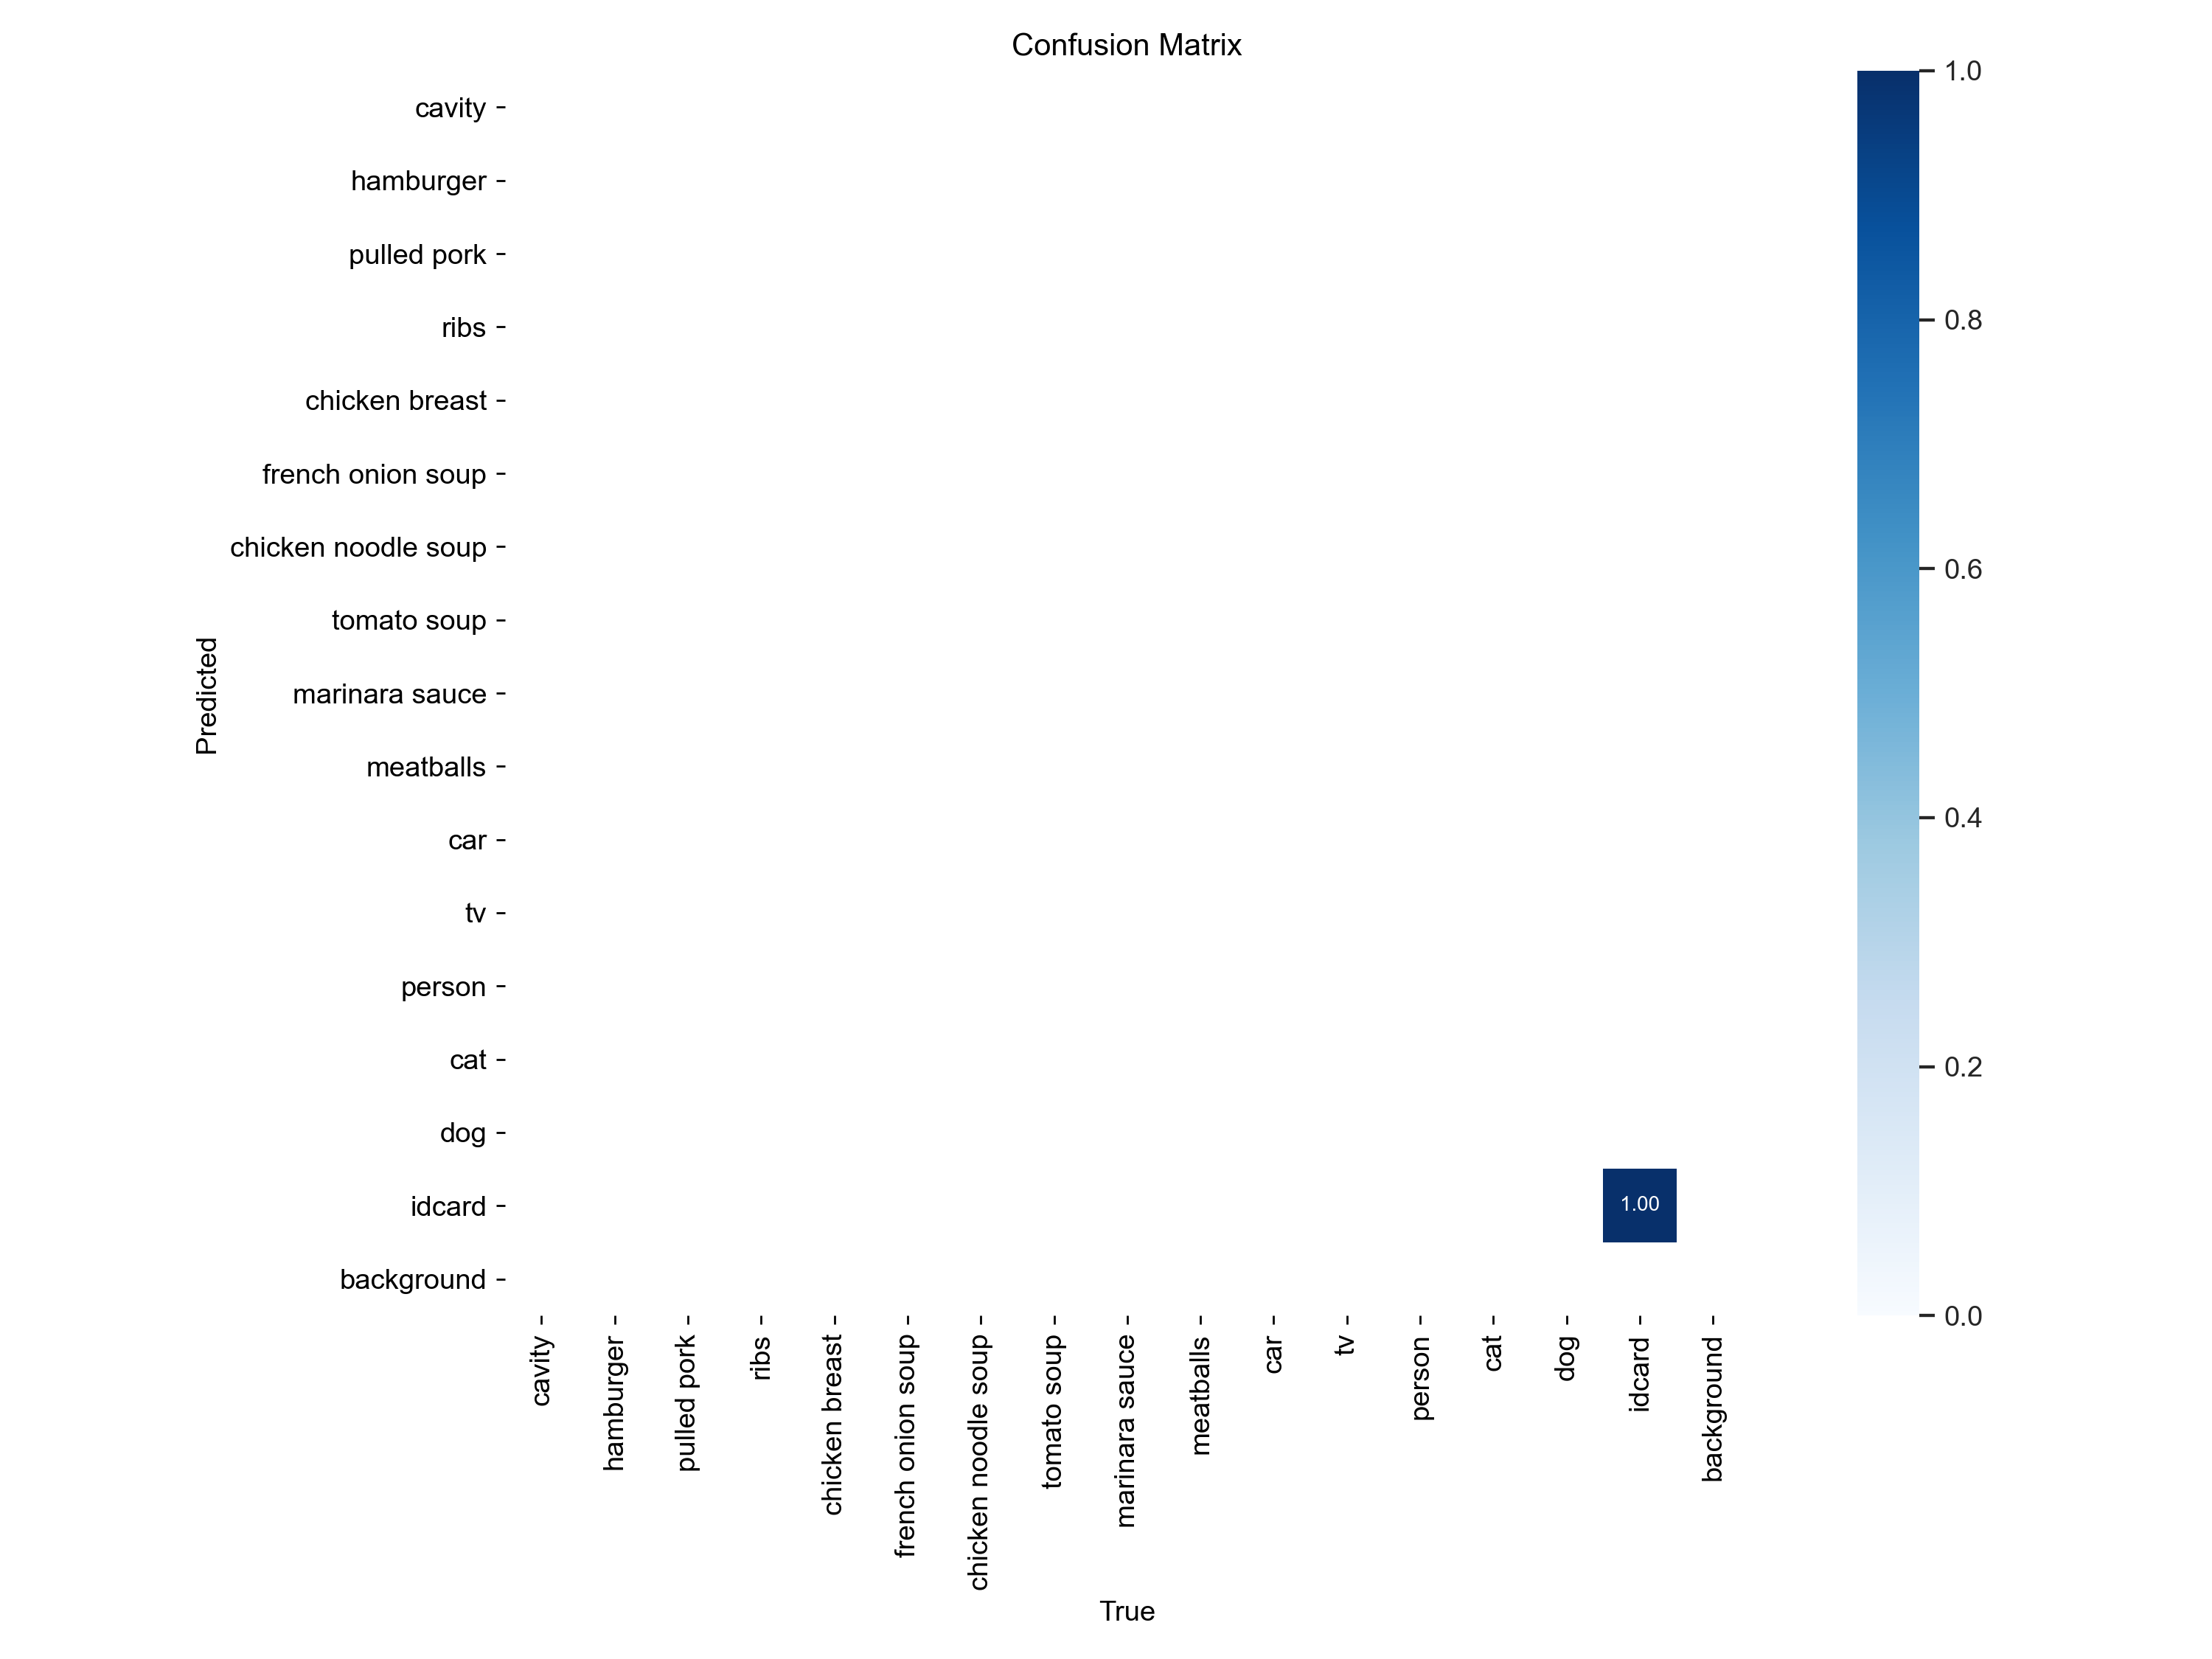 Confusion Matrix
cavity
hamburger
pulled pork
ribs
chicken breast
french onion soup
chicken noodle soup
tomato soup
marinara sauce
meatballs
car
tv
person
cat
dog
idcard
background
Predicted
1.00
cavity
hamburger
pulled pork
ribs
chicken breast
french onion soup
chicken noodle soup
tomato soup
marinara sauce
meatballs
car
tv
person
cat
dog
idcard
background
True
1.0
0.8
0.6
0.4
0.2
0.0